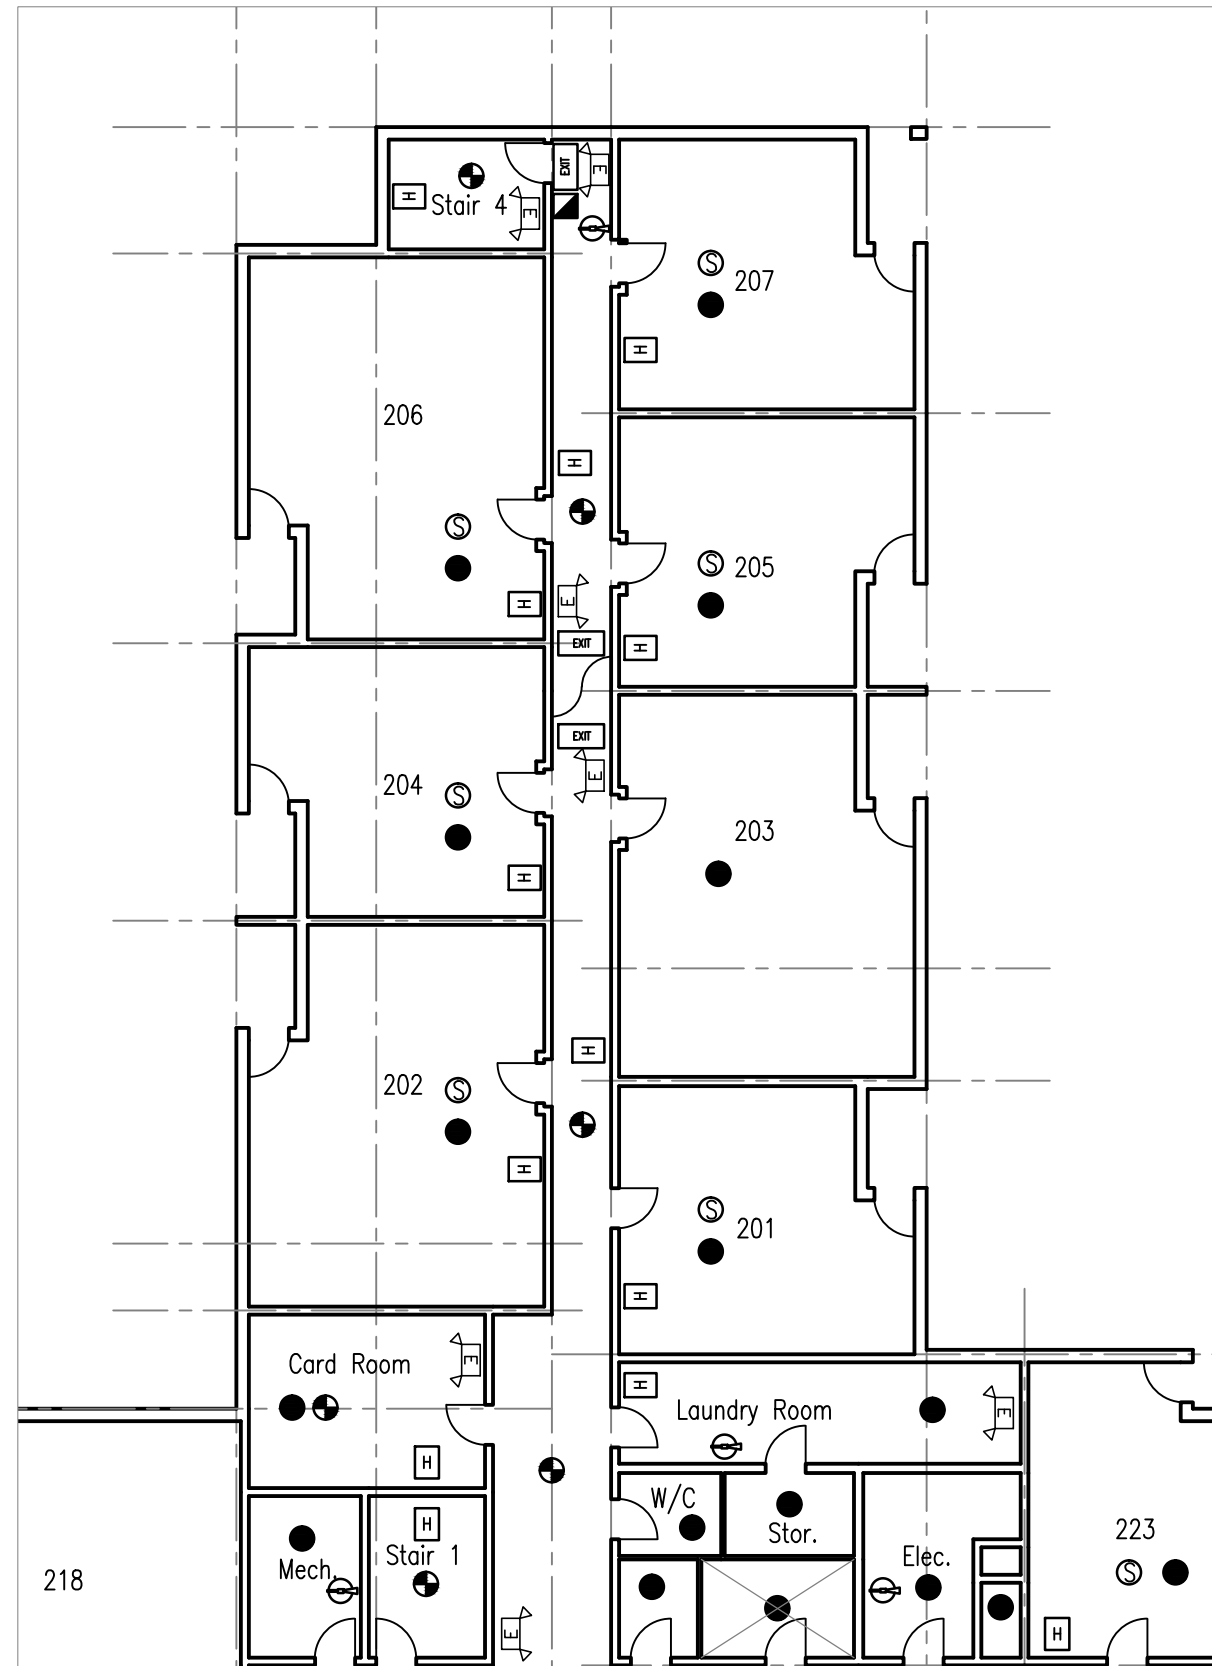 EXIT
E
H
Stair 4
E
S
207
H
206
H
S
S
205
H
E
H
EXIT
EXIT
E
204
S
203
H
H
202
S
H
S
201
H
E
Card Room
H
Laundry Room
E
H
W/C
H
Stor.
223
Stair 1
Elec.
Mech.
218
S
E
H